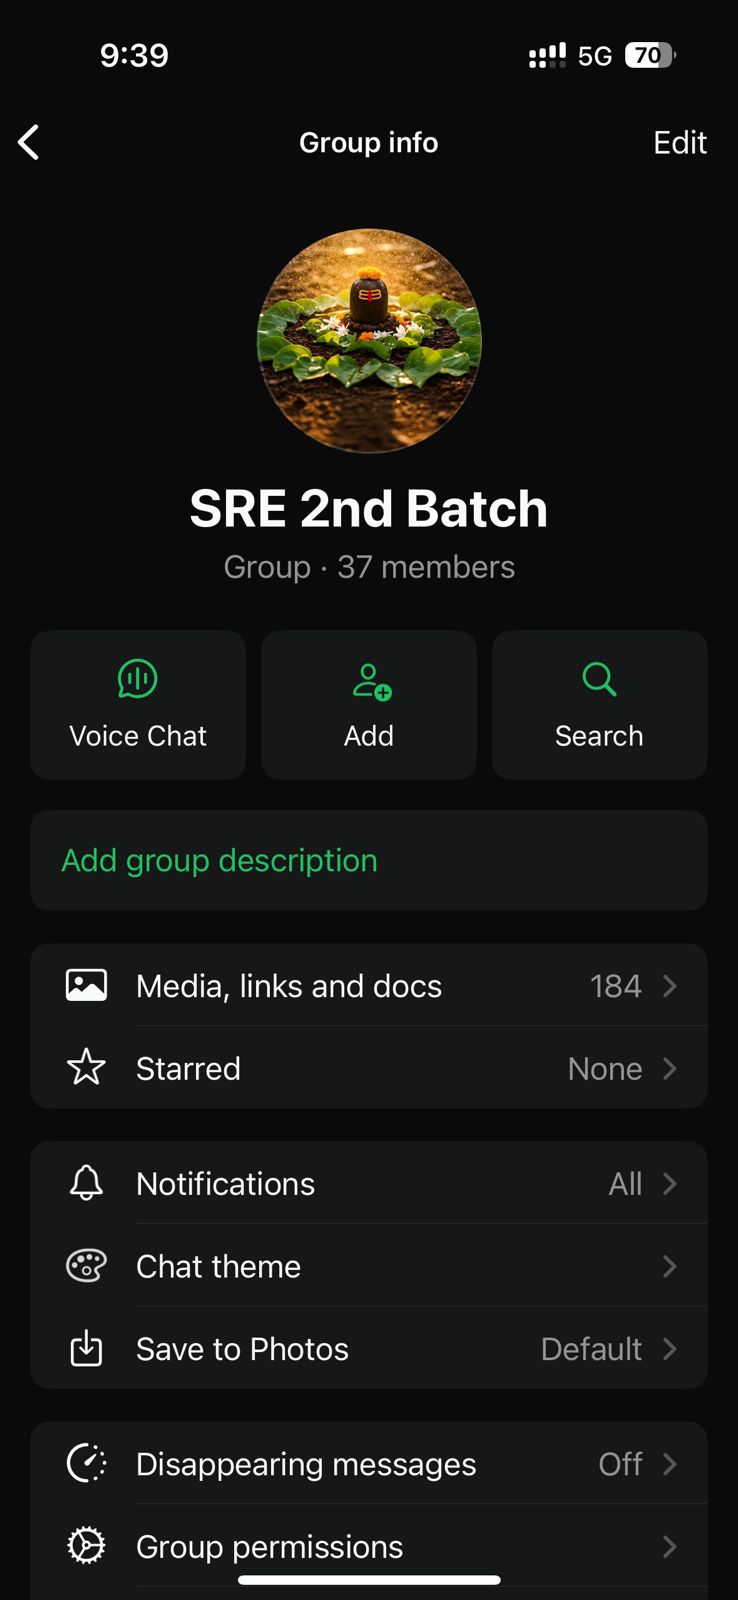 9:39
5G
70
Group info
Edit
SRE 2nd Batch
Group · 37 members
Voice Chat
Add
Search
Add group description
Media, links and docs
184
Starred
None
Notifications
All
Chat theme
Save to Photos
Default
Disappearing messages
Off
Group permissions